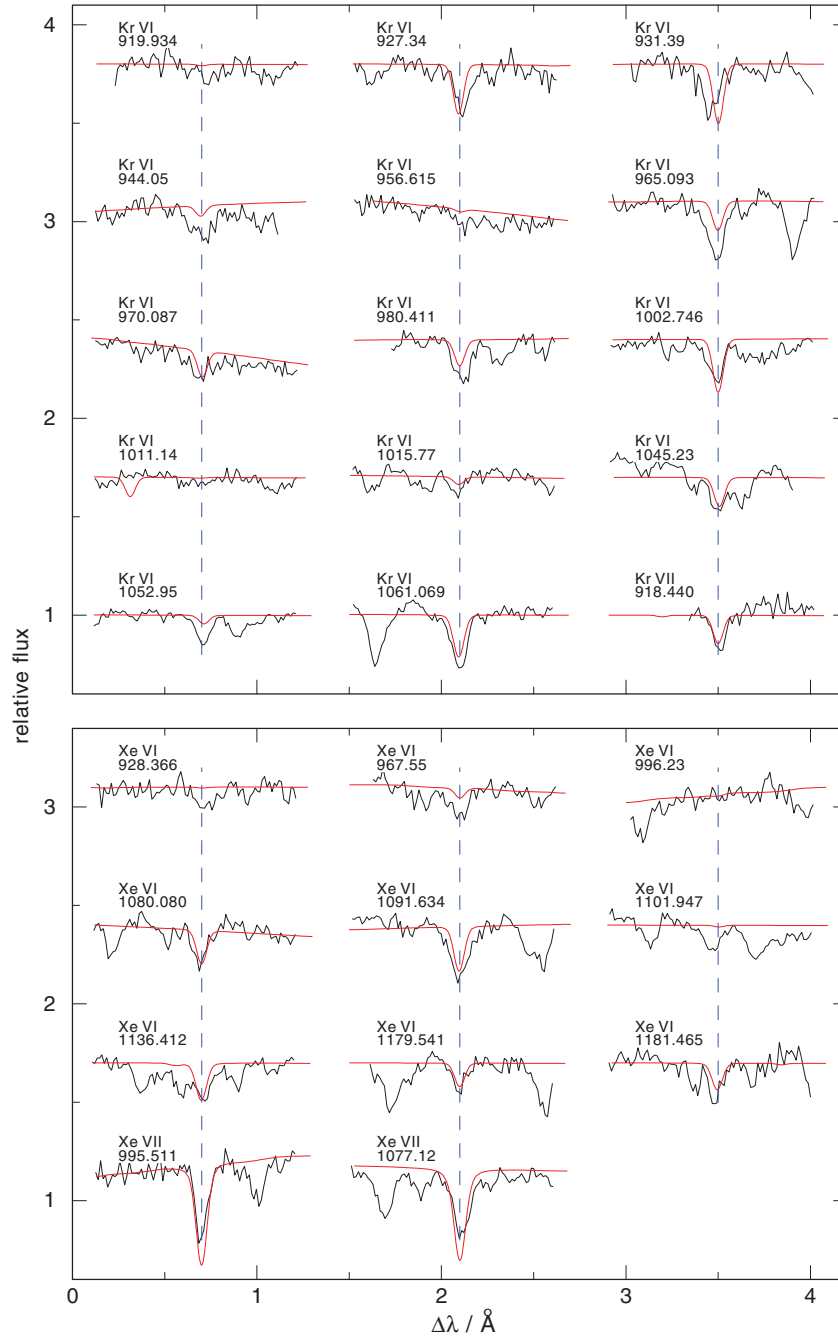 4
Kr VI
919.934
Kr VI
927.34
Kr VI
931.39
Kr VI
944.05
Kr VI
956.615
Kr VI
965.093
3
Kr VI
970.087
Kr VI
980.411
Kr VI
1002.746
2
Kr VI
1011.14
Kr VI
1015.77
Kr VI
1045.23
Kr VI
1052.95
Kr VI
1061.069
Kr VII
918.440
1
relative flux
Xe VI
928.366
Xe VI
967.55
Xe VI
996.23
3
Xe VI
1080.080
Xe VI
1091.634
Xe VI
1101.947
2
Xe VI
1136.412
Xe VI
1179.541
Xe VI
1181.465
Xe VII
995.511
Xe VII
1077.12
1
0 1 2 3 4
Δλ / Å